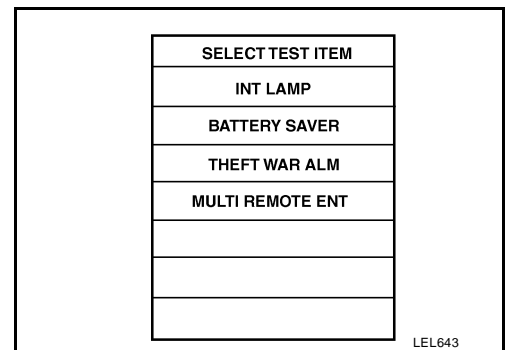 SELECT TEST ITEM
INT LAMP
BATTERY SAVER
THEFT WAR ALM
MULTI REMOTE ENT
LEL643